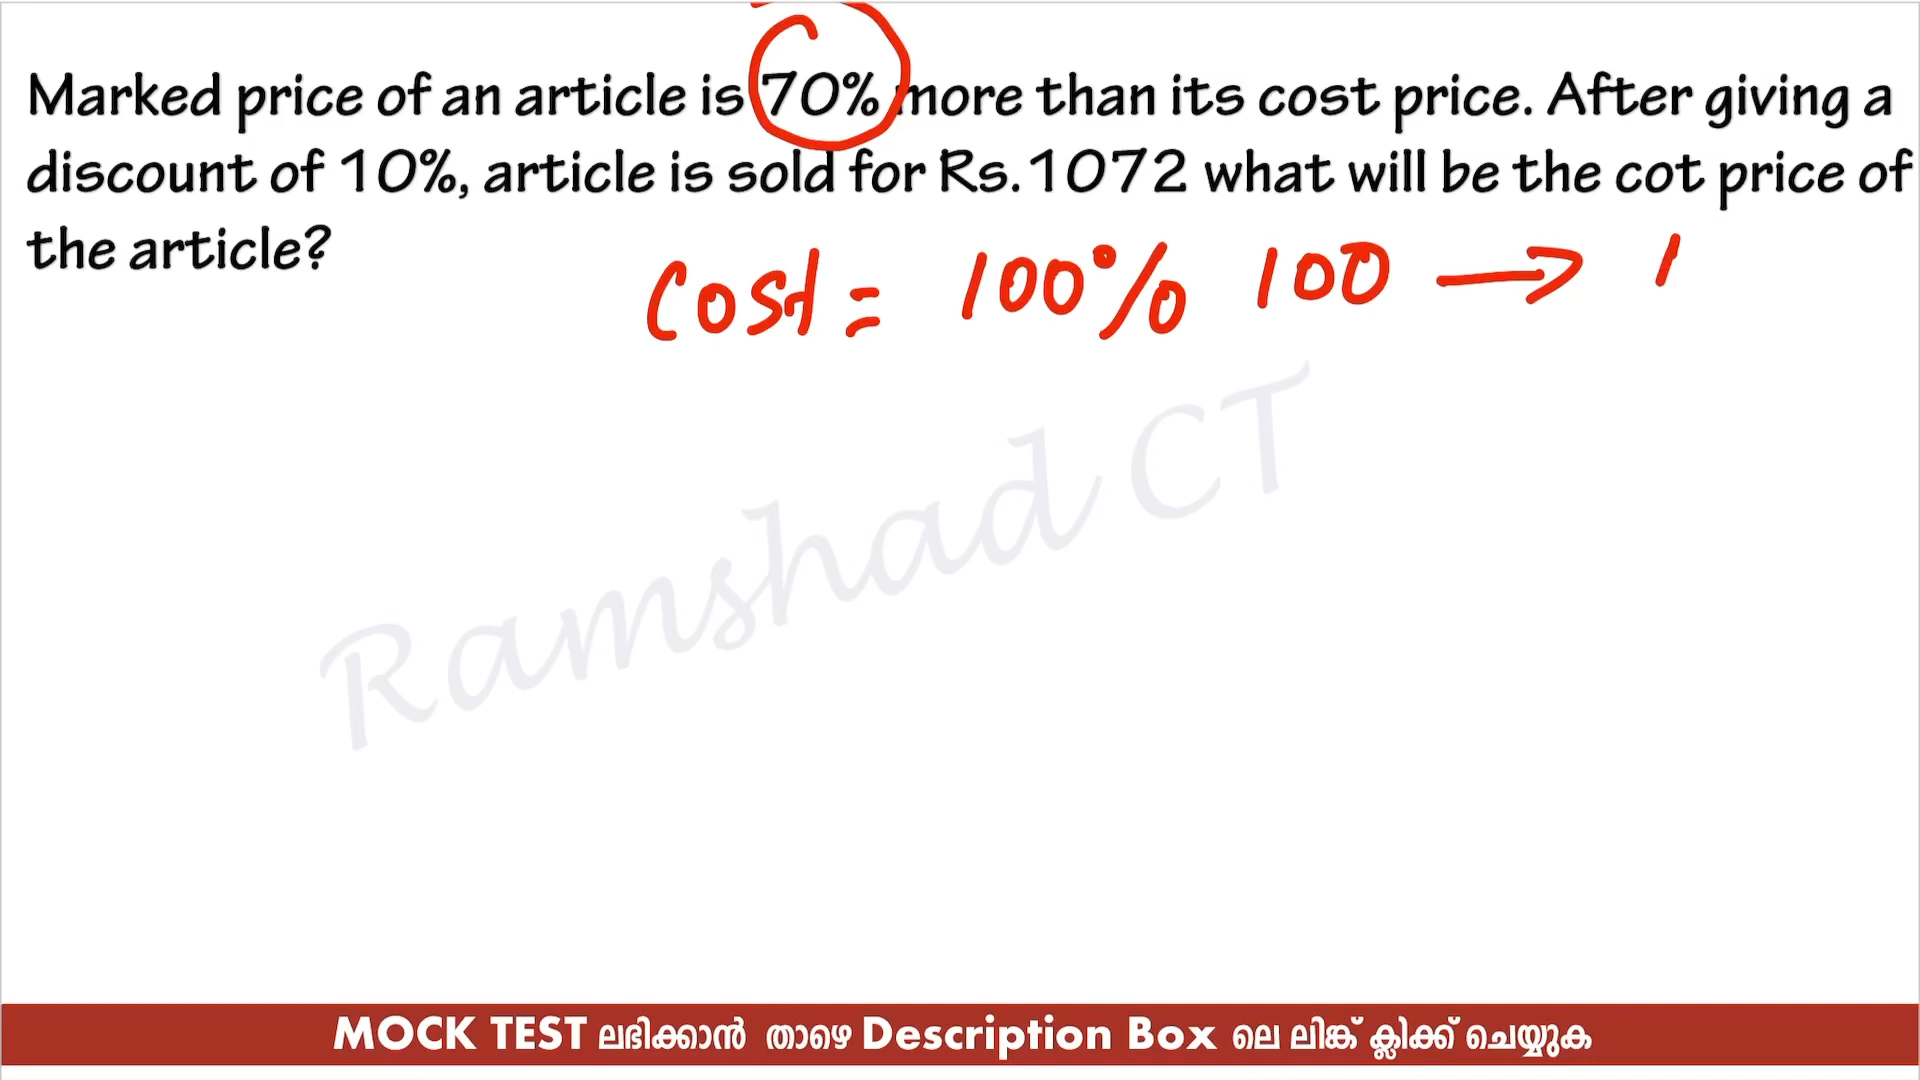 Marked price of an article is 70% more than its cost price. After giving a
discount of 10%, article is sold for Rs.1072 what will be the cot price of
the article?
Cost = 100% 100 → 1
Ramshad CT
MOCK TEST ലഭിക്കാൻ താഴെ Description Box ലെ ലിങ്ക് ക്ലിക്ക് ചെയ്യുക